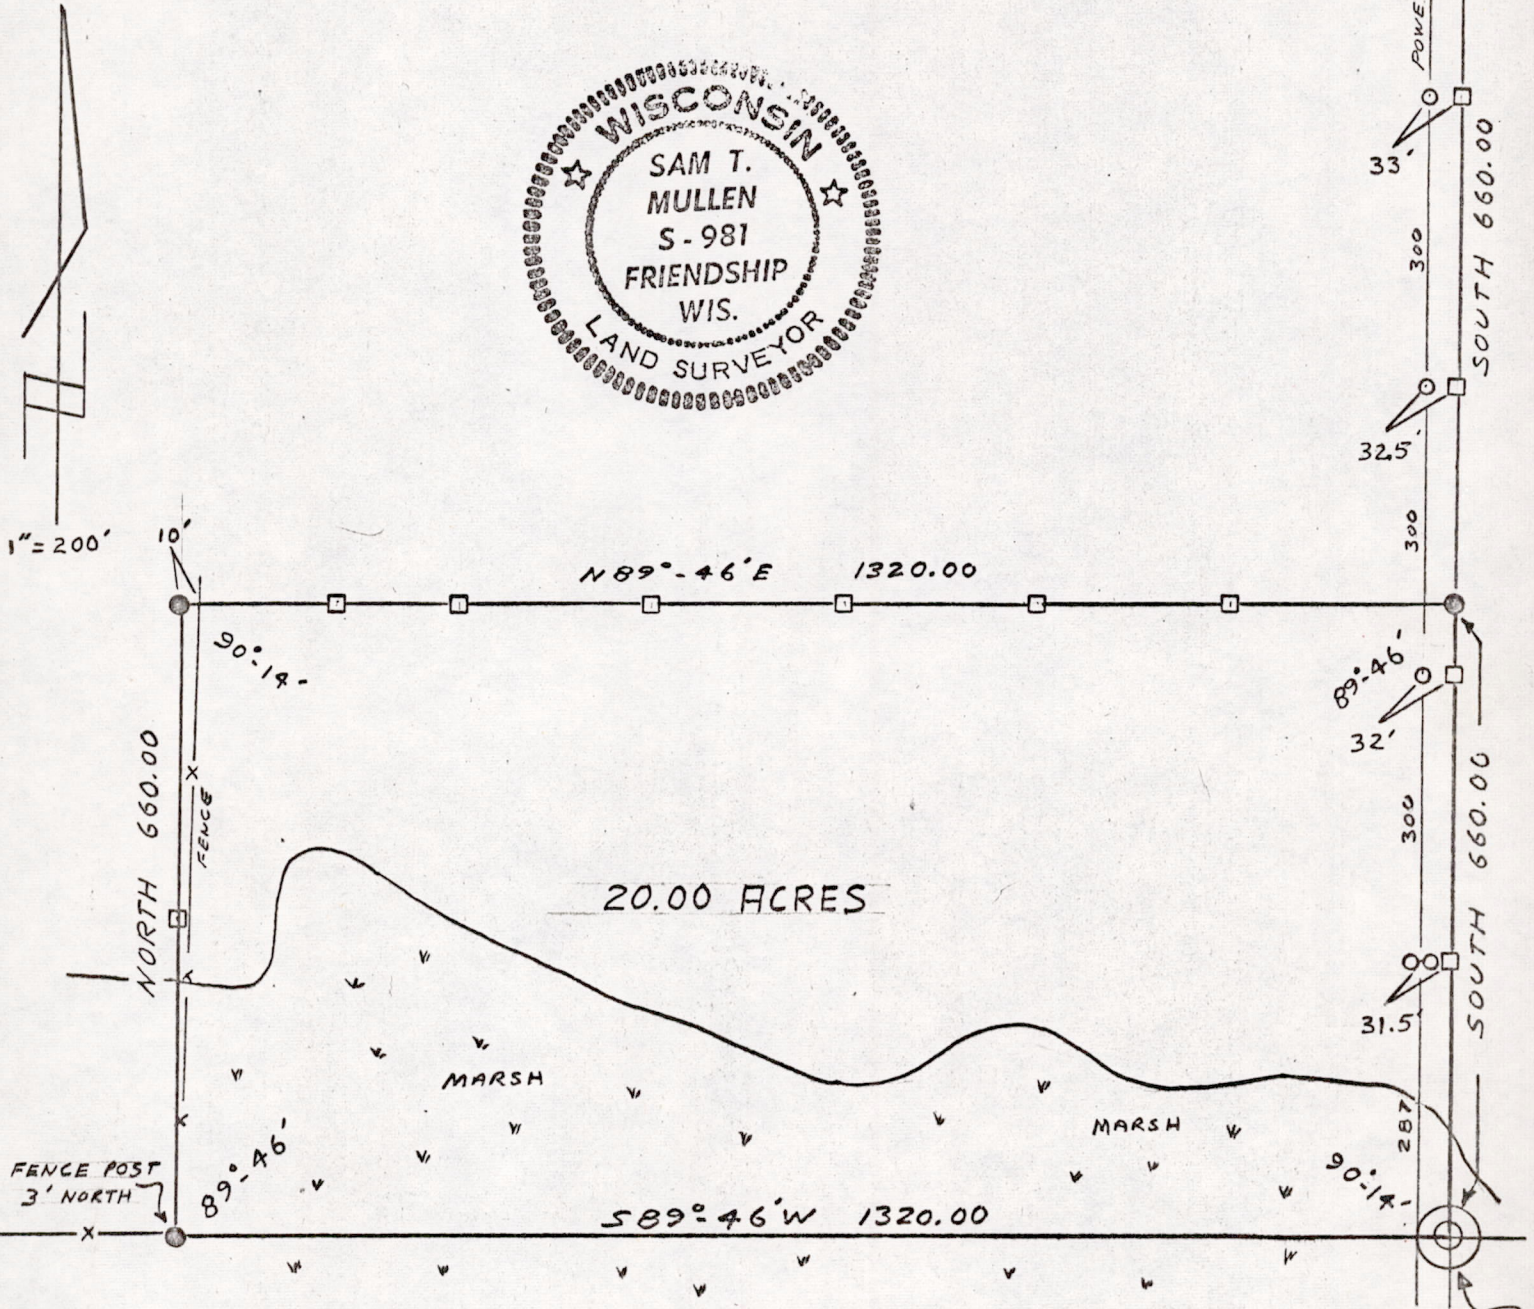 WISCONSIN
SAM T.
MULLEN
S-981
FRIENDSHIP
WIS.
LAND SURVEYOR
1"=200'
33'
SOUTH 660.00
300
32.5'
300
10'
N89°-46'E 1320.00
90°-14'
89°-46'
32'
NORTH 660.00
FENCE
300
SOUTH 660.00
20.00 ACRES
31.5'
MARSH
MARSH
287
FENCE POST
3' NORTH
89°-46'
90°-14'
S89°-46'W 1320.00